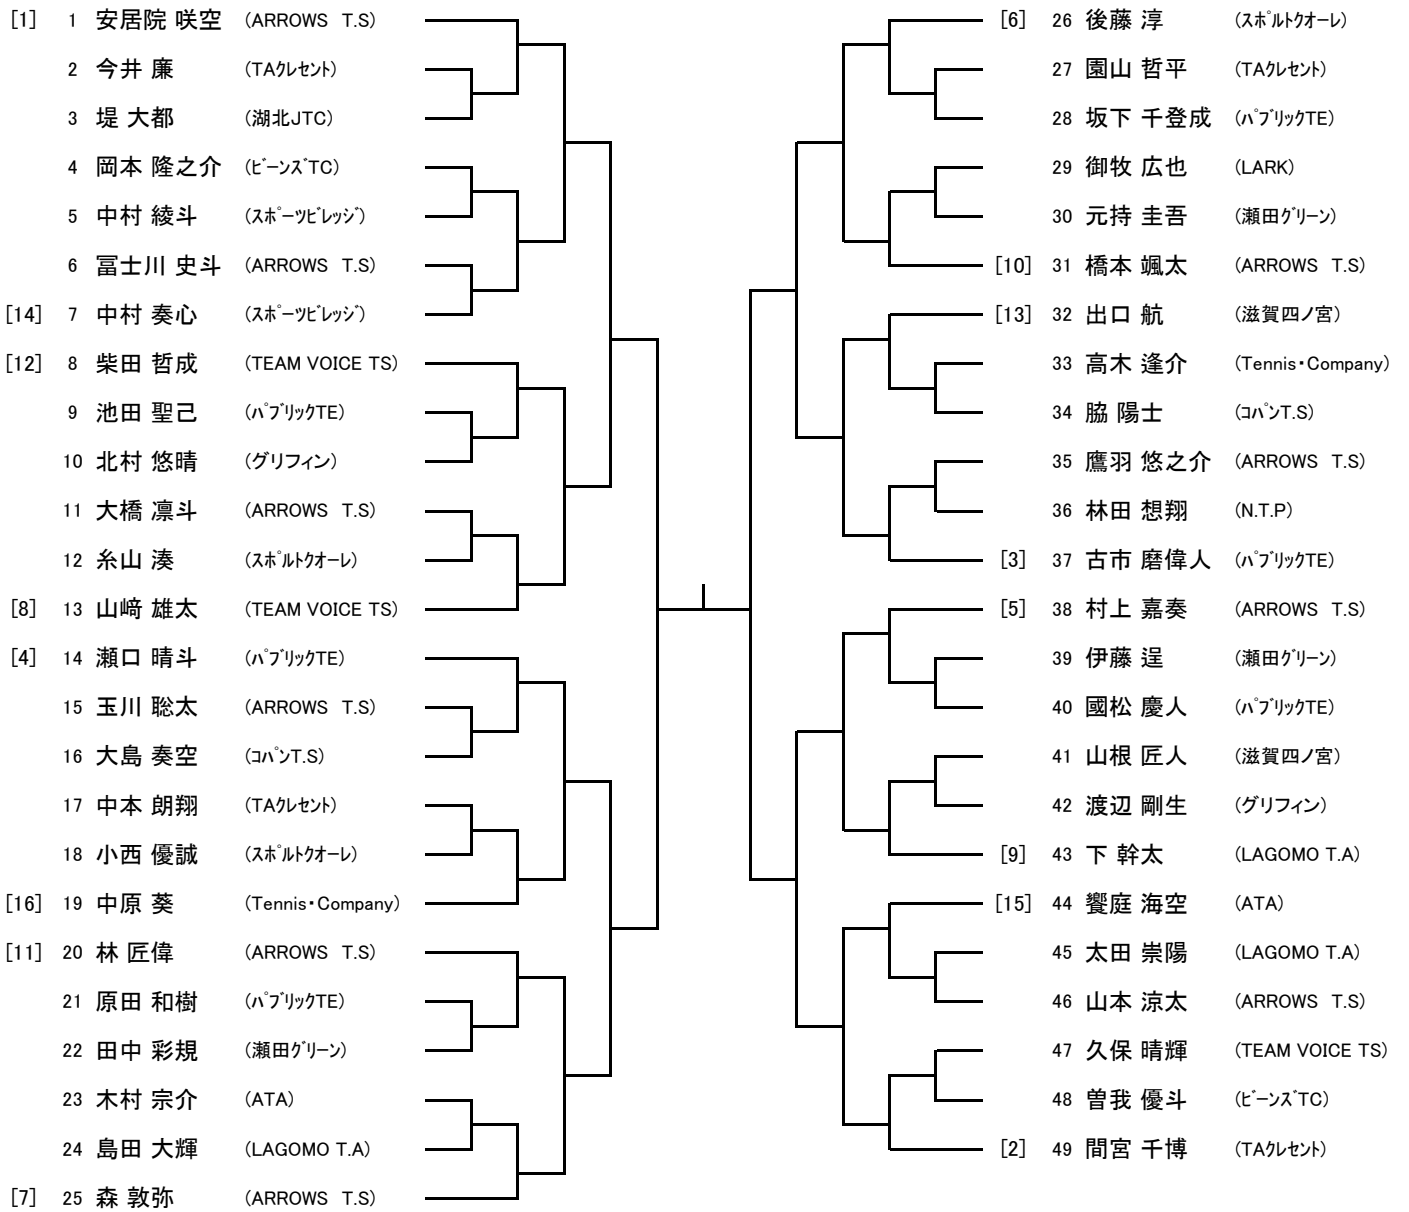 [1] 1 安居院 咲空 (ARROWS T.S)
2 今井 廉 (TAｸﾚｾﾝﾄ)
3 堤 大都 (湖北JTC)
4 岡本 隆之介 (ﾋﾞｰﾝｽﾞTC)
5 中村 綾斗 (ｽﾎﾟｰﾂﾋﾞﾚｯｼﾞ)
6 冨士川 史斗 (ARROWS T.S)
[14] 7 中村 奏心 (ｽﾎﾟｰﾂﾋﾞﾚｯｼﾞ)
[12] 8 柴田 哲成 (TEAM VOICE TS)
9 池田 聖己 (ﾊﾟﾌﾞﾘｯｸTE)
10 北村 悠晴 (グリフィン)
11 大橋 凛斗 (ARROWS T.S)
12 糸山 湊 (ｽﾎﾟﾙﾄｸｵｰﾚ)
[8] 13 山﨑 雄太 (TEAM VOICE TS)
[4] 14 瀬口 晴斗 (ﾊﾟﾌﾞﾘｯｸTE)
15 玉川 聡太 (ARROWS T.S)
16 大島 奏空 (ｺﾊﾟﾝT.S)
17 中本 朗翔 (TAｸﾚｾﾝﾄ)
18 小西 優誠 (ｽﾎﾟﾙﾄｸｵｰﾚ)
[16] 19 中原 葵 (Tennis・Company)
[11] 20 林 匠偉 (ARROWS T.S)
21 原田 和樹 (ﾊﾟﾌﾞﾘｯｸTE)
22 田中 彩規 (瀬田ｸﾞﾘｰﾝ)
23 木村 宗介 (ATA)
24 島田 大輝 (LAGOMO T.A)
[7] 25 森 敦弥 (ARROWS T.S)
[6] 26 後藤 淳 (ｽﾎﾟﾙﾄｸｵｰﾚ)
27 園山 哲平 (TAｸﾚｾﾝﾄ)
28 坂下 千登成 (ﾊﾟﾌﾞﾘｯｸTE)
29 御牧 広也 (LARK)
30 元持 圭吾 (瀬田ｸﾞﾘｰﾝ)
[10] 31 橋本 颯太 (ARROWS T.S)
[13] 32 出口 航 (滋賀四ノ宮)
33 高木 逢介 (Tennis・Company)
34 脇 陽士 (ｺﾊﾟﾝT.S)
35 鷹羽 悠之介 (ARROWS T.S)
36 林田 想翔 (N.T.P)
[3] 37 古市 磨偉人 (ﾊﾟﾌﾞﾘｯｸTE)
[5] 38 村上 嘉奏 (ARROWS T.S)
39 伊藤 逞 (瀬田ｸﾞﾘｰﾝ)
40 國松 慶人 (ﾊﾟﾌﾞﾘｯｸTE)
41 山根 匠人 (滋賀四ノ宮)
42 渡辺 剛生 (グリフィン)
[9] 43 下 幹太 (LAGOMO T.A)
[15] 44 饗庭 海空 (ATA)
45 太田 崇陽 (LAGOMO T.A)
46 山本 涼太 (ARROWS T.S)
47 久保 晴輝 (TEAM VOICE TS)
48 曽我 優斗 (ﾋﾞｰﾝｽﾞTC)
[2] 49 間宮 千博 (TAｸﾚｾﾝﾄ)